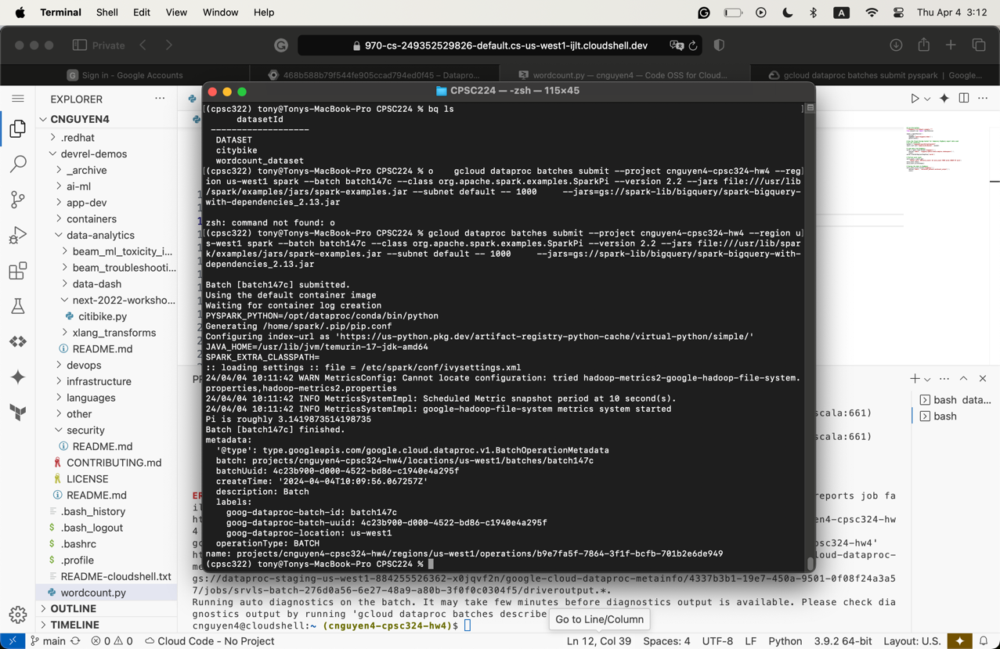 Terminal Shell Edit View Window Help
A
Thu Apr 4 3:12
Private
970-cs-249352529826-default.cs-us-west1-ijlt.cloudshell.dev
Sign in - Google Accounts
468b588b79f544fe905ccad794ed0f45 – Datapro...
wordcount.py — cnguyen4 — Code OSS for Cloud...
gcloud dataproc batches submit pyspark | Google...
EXPLORER
CNGUYEN4
.redhat
devrel-demos
_archive
ai-ml
app-dev
containers
data-analytics
beam_ml_toxicity_i...
beam_troubleshooti...
data-dash
next-2022-worksho...
citibike.py
xlang_transforms
README.md
devops
infrastructure
languages
other
security
README.md
CONTRIBUTING.md
LICENSE
README.md
.bash_history
.bash_logout
.bashrc
.profile
README-cloudshell.txt
wordcount.py
OUTLINE
TIMELINE
CPSC224 — -zsh — 115×45
[(cpsc322) tony@Tonys-MacBook-Pro CPSC224 % bq ls ]
datasetId
------------------
DATASET
citybike
wordcount_dataset
[(cpsc322) tony@Tonys-MacBook-Pro CPSC224 % o    gcloud dataproc batches submit --project cnguyen4-cpsc324-hw4 --reg]
ion us-west1 spark --batch batch147c --class org.apache.spark.examples.SparkPi --version 2.2 --jars file:///usr/lib
/spark/examples/jars/spark-examples.jar --subnet default -- 1000     --jars=gs://spark-lib/bigquery/spark-bigquery-
with-dependencies_2.13.jar
zsh: command not found: o
[(cpsc322) tony@Tonys-MacBook-Pro CPSC224 % gcloud dataproc batches submit --project cnguyen4-cpsc324-hw4 --region u]
s-west1 spark --batch batch147c --class org.apache.spark.examples.SparkPi --version 2.2 --jars file:///usr/lib/spar
k/examples/jars/spark-examples.jar --subnet default -- 1000     --jars=gs://spark-lib/bigquery/spark-bigquery-with-
dependencies_2.13.jar
Batch [batch147c] submitted.
Using the default container image
Waiting for container log creation
PYSPARK_PYTHON=/opt/dataproc/conda/bin/python
Generating /home/spark/.pip/pip.conf
Configuring index-url as 'https://us-python.pkg.dev/artifact-registry-python-cache/virtual-python/simple/'
JAVA_HOME=/usr/lib/jvm/temurin-17-jdk-amd64
SPARK_EXTRA_CLASSPATH=
:: loading settings :: file = /etc/spark/conf/ivysettings.xml
24/04/04 10:11:42 WARN MetricsConfig: Cannot locate configuration: tried hadoop-metrics2-google-hadoop-file-system.
properties,hadoop-metrics2.properties
24/04/04 10:11:42 INFO MetricsSystemImpl: Scheduled Metric snapshot period at 10 second(s).
24/04/04 10:11:42 INFO MetricsSystemImpl: google-hadoop-file-system metrics system started
Pi is roughly 3.1419873514198735
Batch [batch147c] finished.
metadata:
'@type': type.googleapis.com/google.cloud.dataproc.v1.BatchOperationMetadata
batch: projects/cnguyen4-cpsc324-hw4/locations/us-west1/batches/batch147c
batchUuid: 4c23b900-d000-4522-bd86-c1940e4a295f
createTime: '2024-04-04T10:09:56.067257Z'
description: Batch
labels:
goog-dataproc-batch-id: batch147c
goog-dataproc-batch-uuid: 4c23b900-d000-4522-bd86-c1940e4a295f
goog-dataproc-location: us-west1
operationType: BATCH
name: projects/cnguyen4-cpsc324-hw4/regions/us-west1/operations/b9e7fa5f-7864-3f1f-bcfb-701b2e6de949
(cpsc322) tony@Tonys-MacBook-Pro CPSC224 %
bash data...
bash
scala:661)
scala:661)
reports job fa
en4-cpsc324-hw
psc324-hw4'
loud-dataproc-
gs://dataproc-staging-us-west1-884255526362-x0jqvf2n/google-cloud-dataproc-metainfo/4337b3b1-19e7-450a-9501-0f08f24a3a5
7/jobs/srvls-batch-276d0a56-6e27-48a9-a80b-3f0f0c0304f5/driveroutput.*.
Running auto diagnostics on the batch. It may take few minutes before diagnostics output is available. Please check dia
gnostics output by running 'gcloud dataproc batches describe
cnguyen4@cloudshell:~ (cnguyen4-cpsc324-hw4)$
Go to Line/Column
main 0 0 Cloud Code - No Project Ln 12, Col 39 Spaces: 4 UTF-8 LF Python 3.9.2 64-bit Layout: U.S.